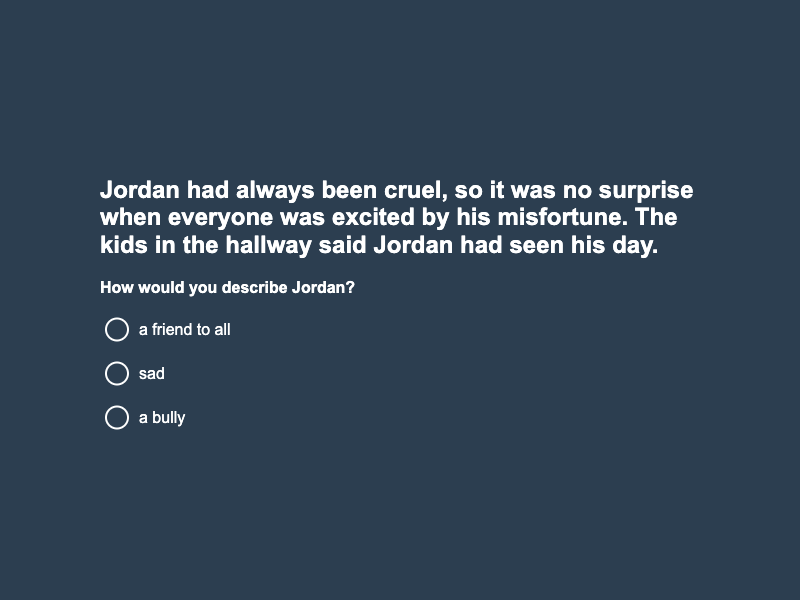 Jordan had always been cruel, so it was no surprise
when everyone was excited by his misfortune. The
kids in the hallway said Jordan had seen his day.
How would you describe Jordan?
a friend to all
sad
a bully